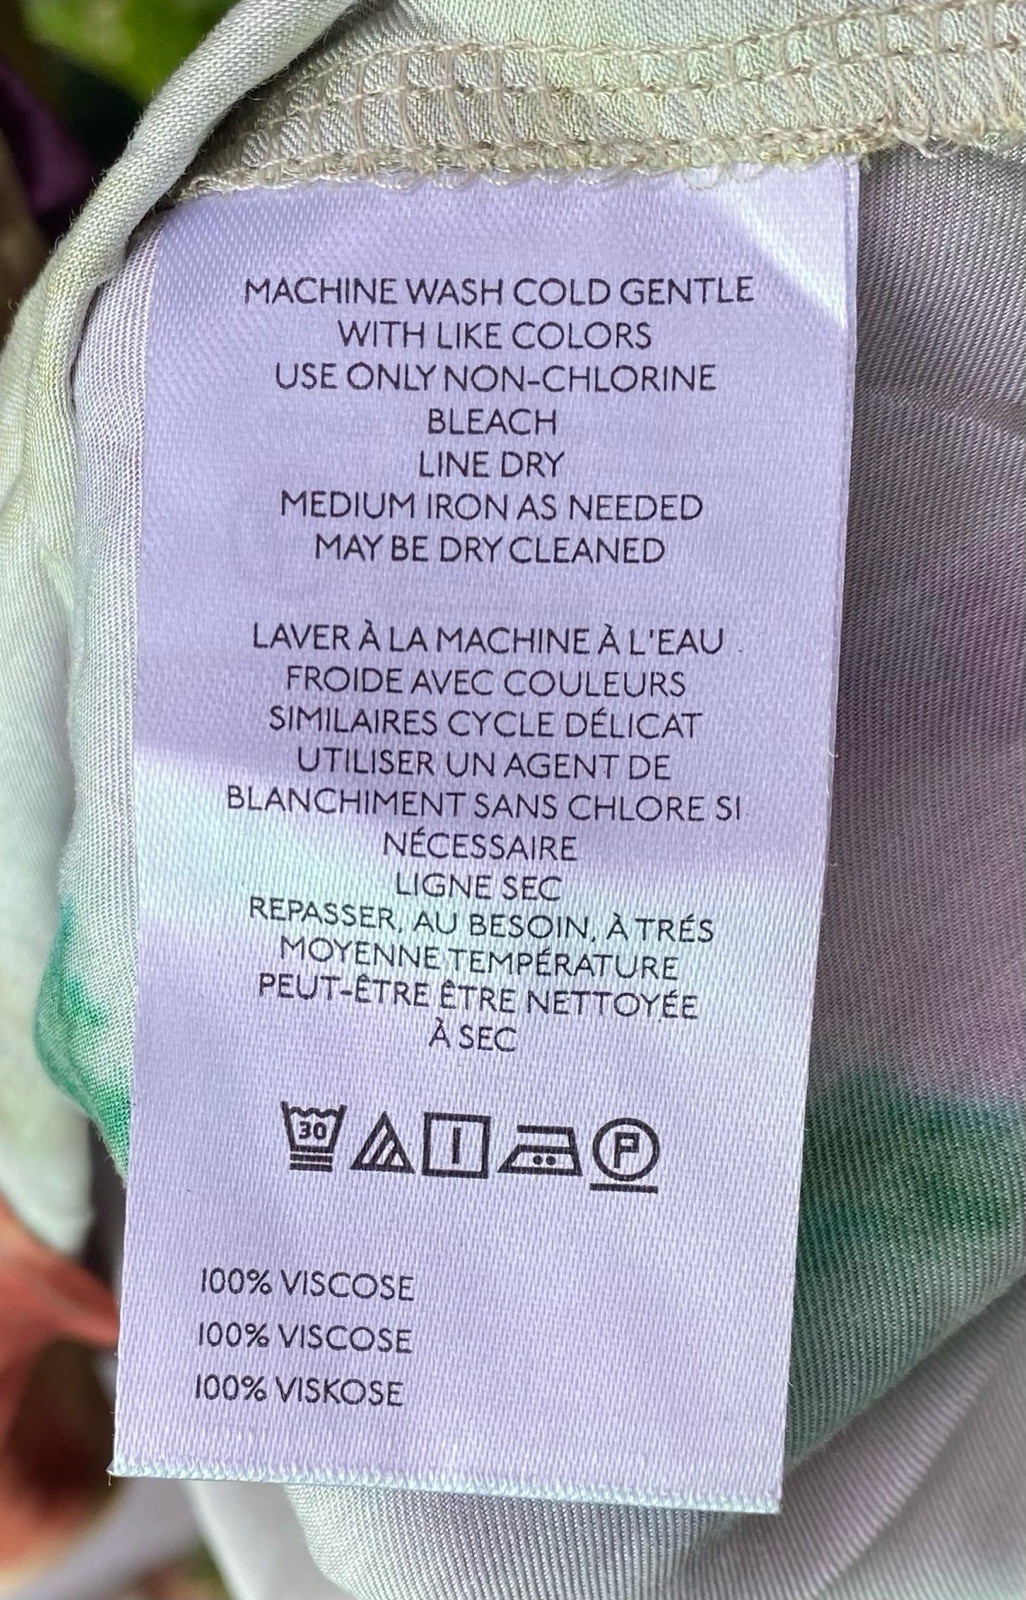 MACHINE WASH COLD GENTLE
WITH LIKE COLORS
USE ONLY NON-CHLORINE
BLEACH
LINE DRY
MEDIUM IRON AS NEEDED
MAY BE DRY CLEANED
LAVER À LA MACHINE À L'EAU
FROIDE AVEC COULEURS
SIMILAIRES CYCLE DÉLICAT
UTILISER UN AGENT DE
BLANCHIMENT SANS CHLORE SI
NÉCESSAIRE
LIGNE SEC
REPASSER, AU BESOIN, À TRÉS
MOYENNE TEMPÉRATURE
PEUT-ÊTRE ÊTRE NETTOYÉE
À SEC
30 P
100% VISCOSE
100% VISCOSE
100% VISKOSE